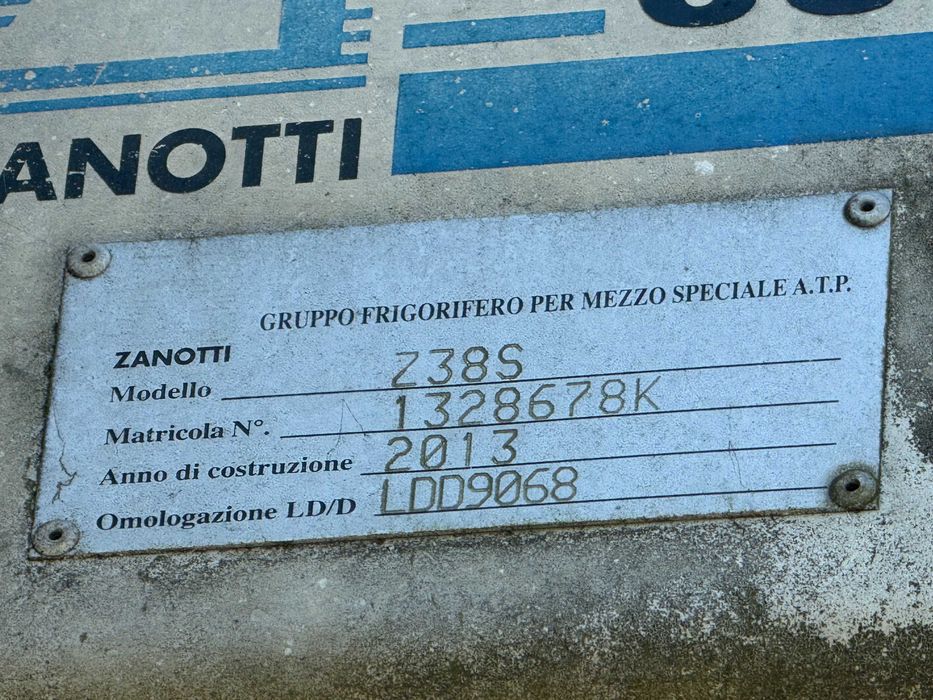 ZANOTTI
GRUPPO FRIGORIFERO PER MEZZO SPECIALE A.T.P.
ZANOTTI
Modello Z38S
Matricola N°. 1328678K
Anno di costruzione 2013
Omologazione LD/D LDD9068